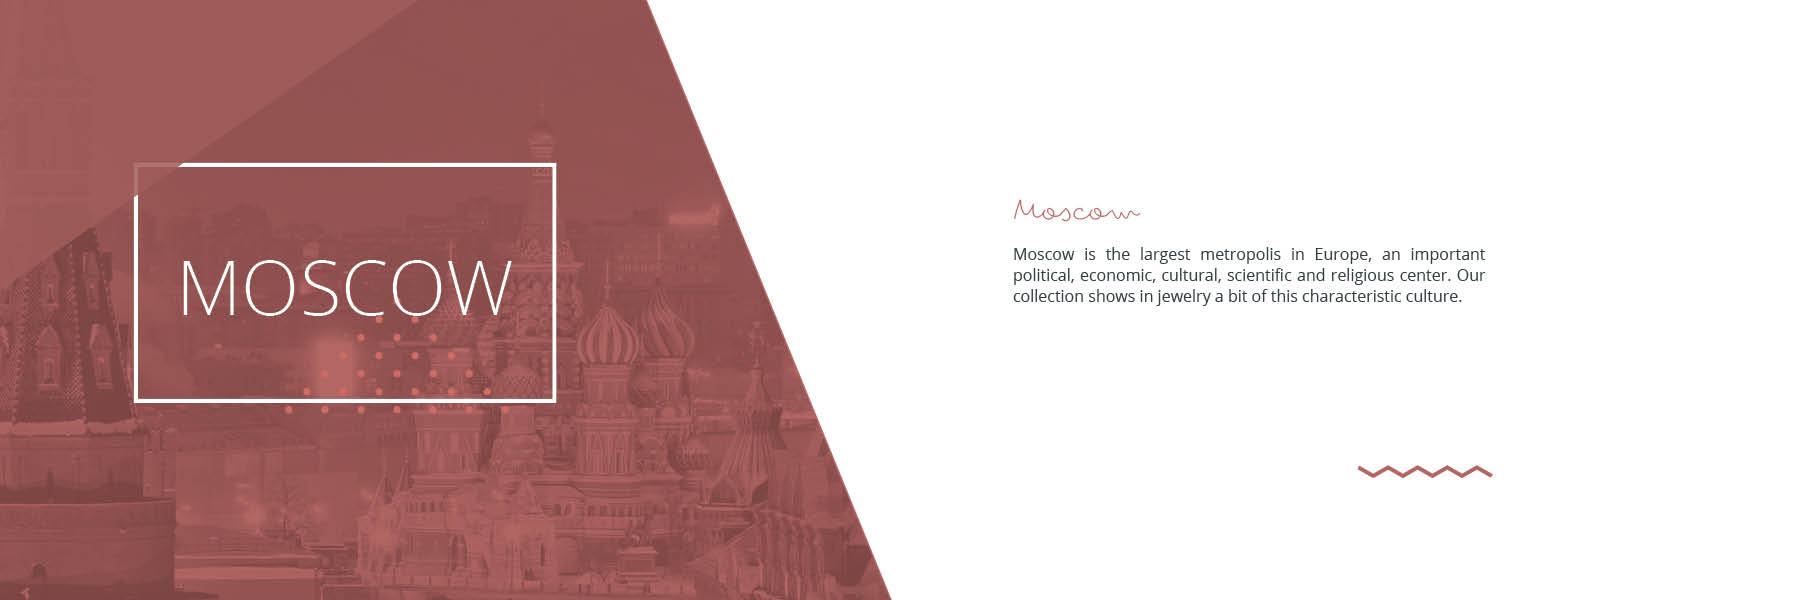 MOSCOW
Moscow
Moscow is the largest metropolis in Europe, an important
political, economic, cultural, scientific and religious center. Our
collection shows in jewelry a bit of this characteristic culture.